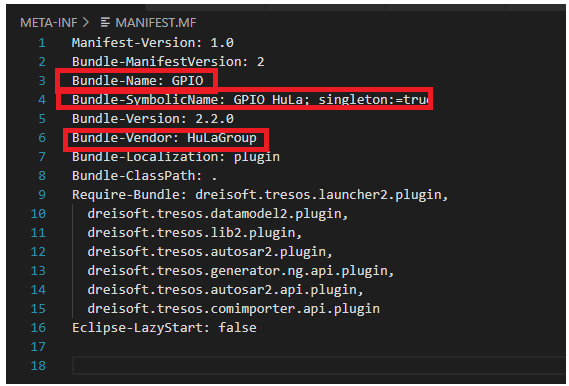 META-INF > MANIFEST.MF
1 Manifest-Version: 1.0
2 Bundle-ManifestVersion: 2
3 Bundle-Name: GPIO
4 Bundle-SymbolicName: GPIO HuLa; singleton:=true
5 Bundle-Version: 2.2.0
6 Bundle-Vendor: HuLaGroup
7 Bundle-Localization: plugin
8 Bundle-ClassPath: .
9 Require-Bundle: dreisoft.tresos.launcher2.plugin,
10 dreisoft.tresos.datamodel2.plugin,
11 dreisoft.tresos.lib2.plugin,
12 dreisoft.tresos.autosar2.plugin,
13 dreisoft.tresos.generator.ng.api.plugin,
14 dreisoft.tresos.autosar2.api.plugin,
15 dreisoft.tresos.comimporter.api.plugin
16 Eclipse-LazyStart: false
17
18